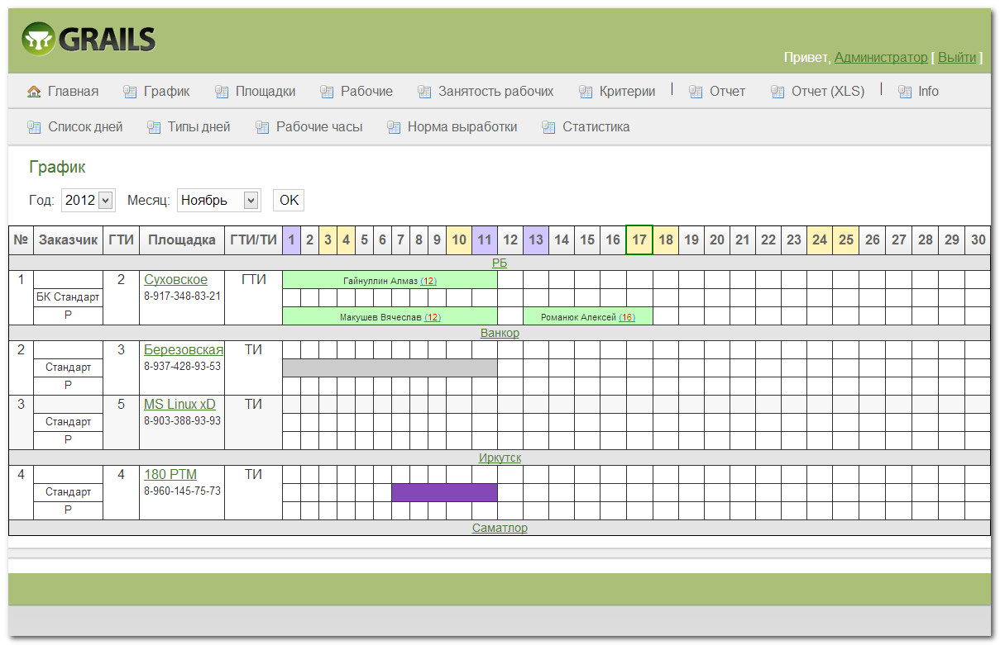 GRAILS
Привет, Администратор [ Выйти ]
Главная График Площадки Рабочие Занятость рабочих Критерии | Отчет Отчет (XLS) | Info
Список дней Типы дней Рабочие часы Норма выработки Статистика
График
Год: 2012 Месяц: Ноябрь OK
№ Заказчик ГТИ Площадка ГТИ/ТИ 1 2 3 4 5 6 7 8 9 10 11 12 13 14 15 16 17 18 19 20 21 22 23 24 25 26 27 28 29 30
РБ
1 2 Суховское ГТИ Гайнуллин Алмаз (12)
БК Стандарт 8-917-348-83-21
Р Макушев Вячеслав (12) Романюк Алексей (16)
Ванкор
2 3 Березовская ТИ
Стандарт 8-937-428-93-53
Р
3 5 MS Linux xD ТИ
Стандарт 8-903-388-93-93
Р
Иркутск
4 4 180 РТМ ТИ
Стандарт 8-960-145-75-73
Р
Саматлор